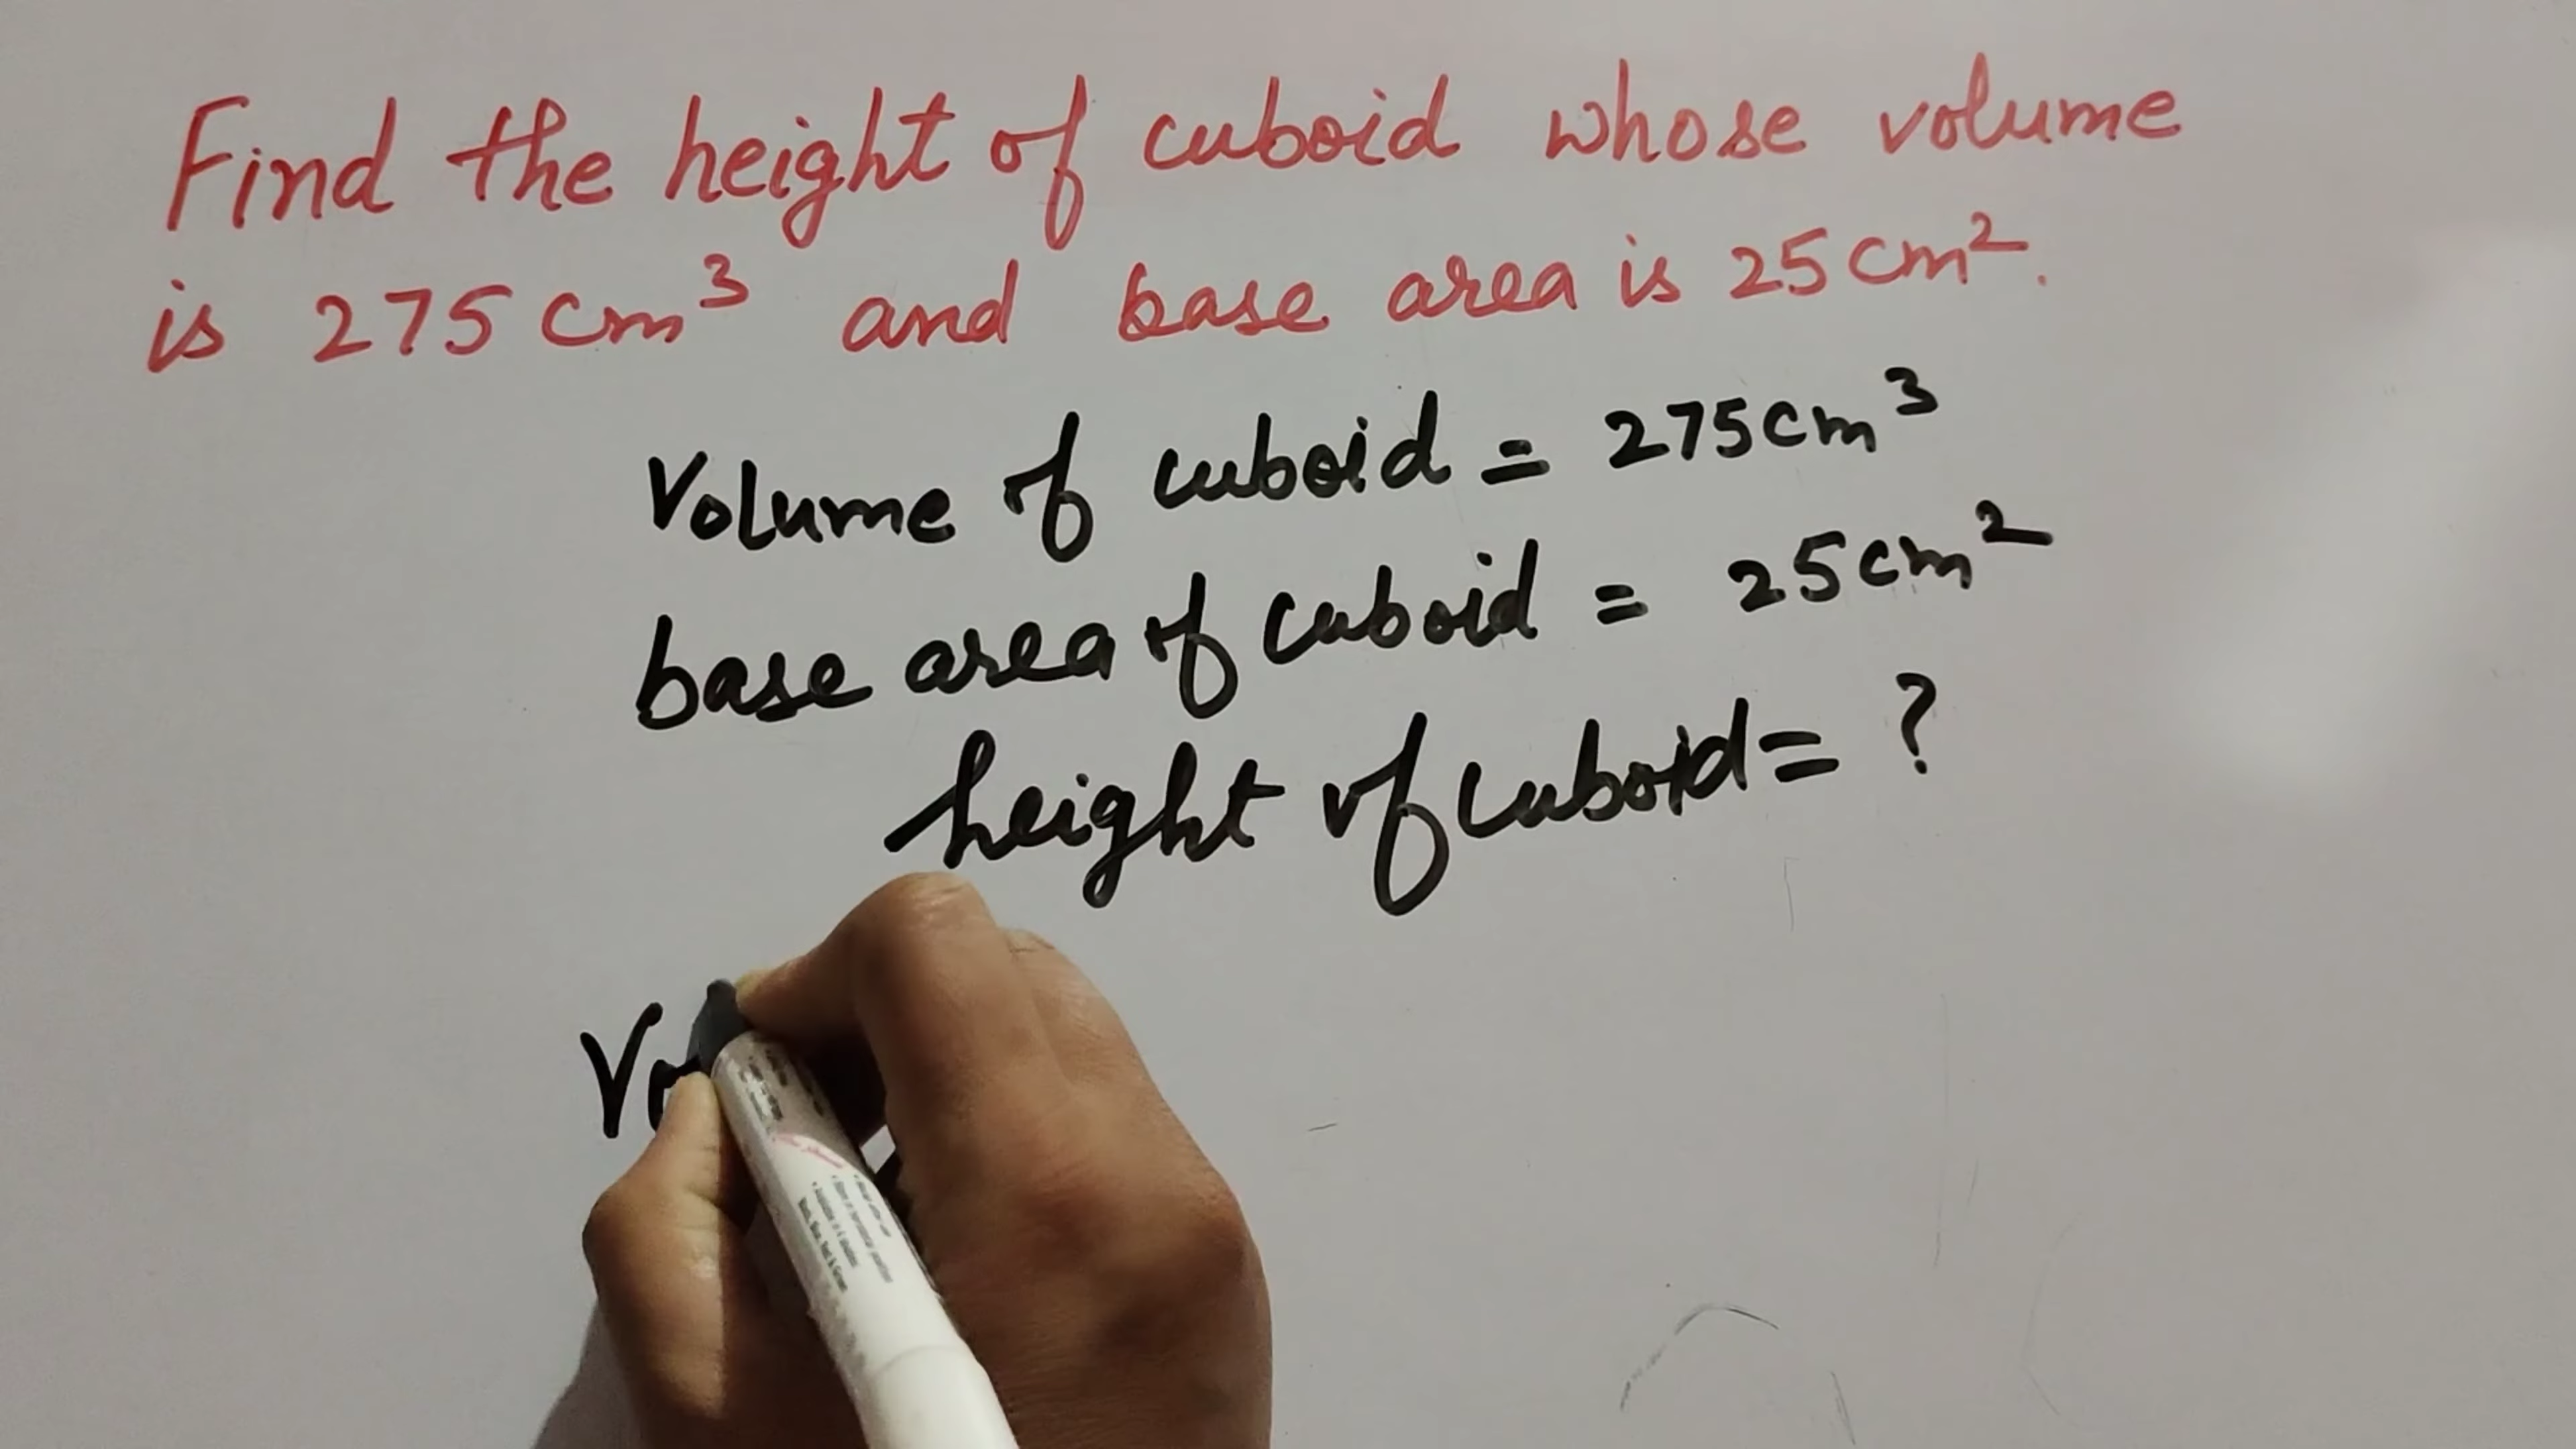 Find the height of cuboid whose volume
is 275 cm³ and base area is 25 cm².
Volume of cuboid = 275 cm³
base area of cuboid = 25 cm²
height of cuboid = ?
Vo